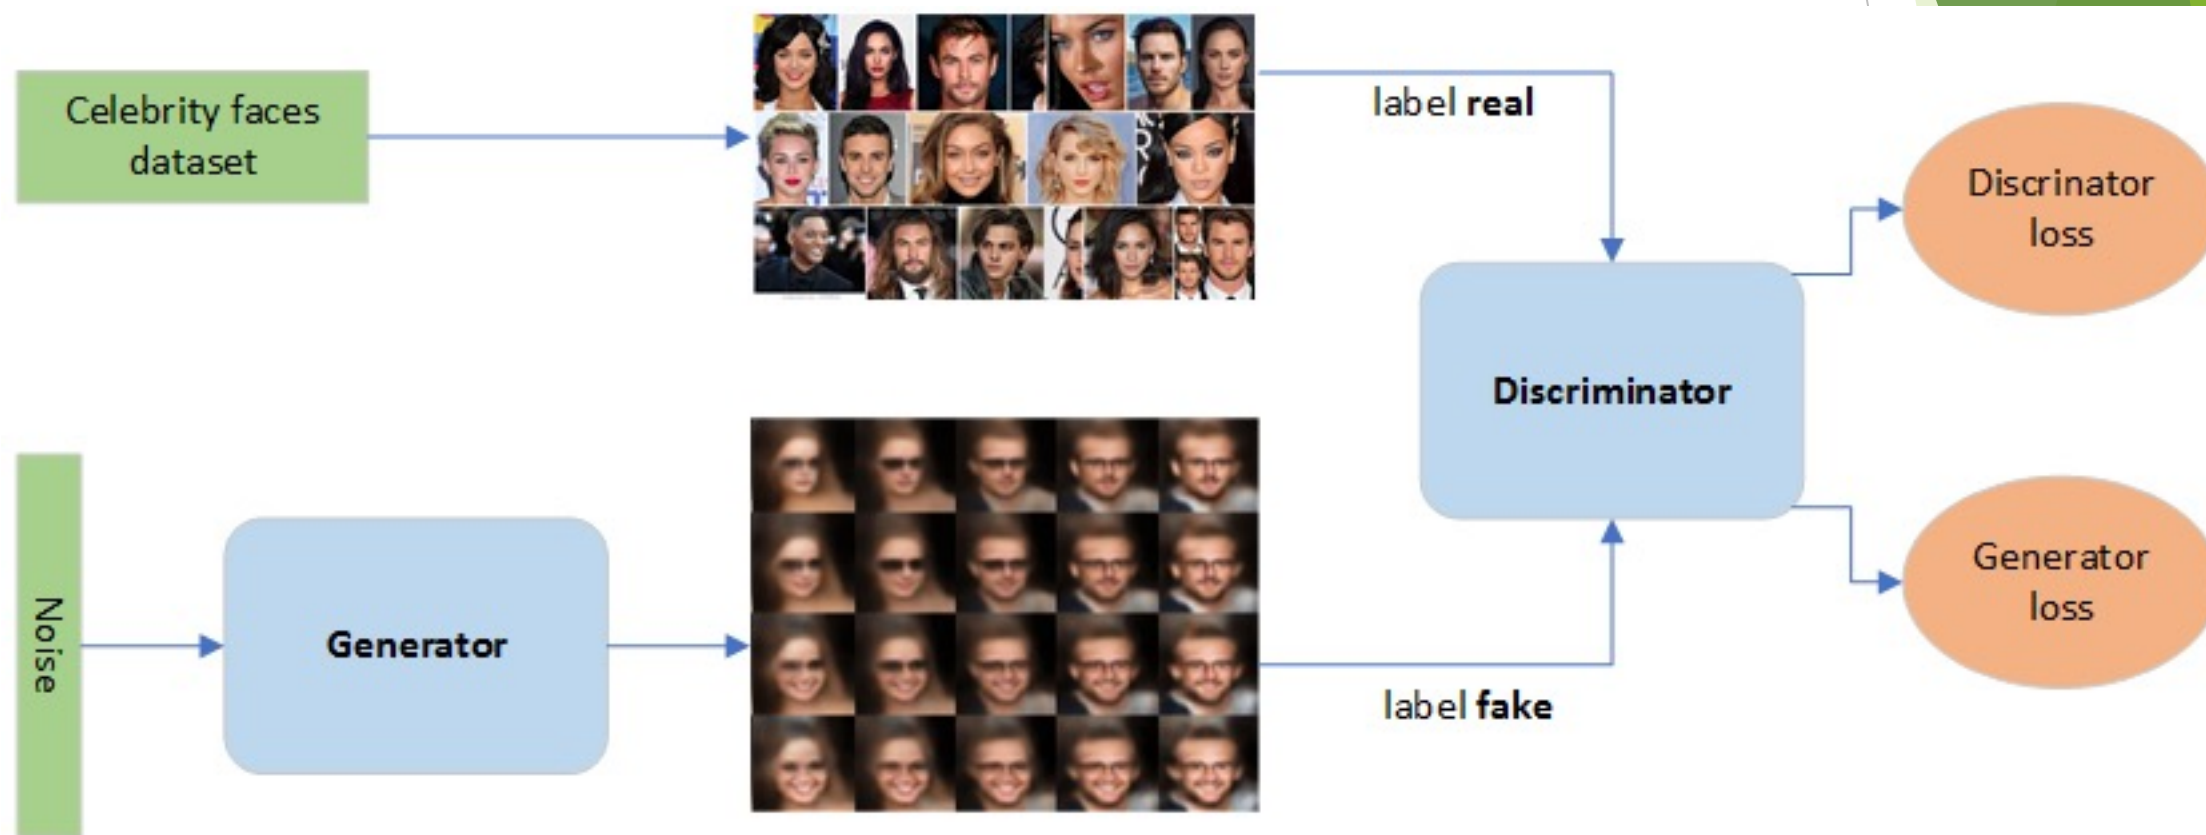 Celebrity faces
dataset
label real
Discrinator
loss
Discriminator
Noise
Generator
label fake
Generator
loss